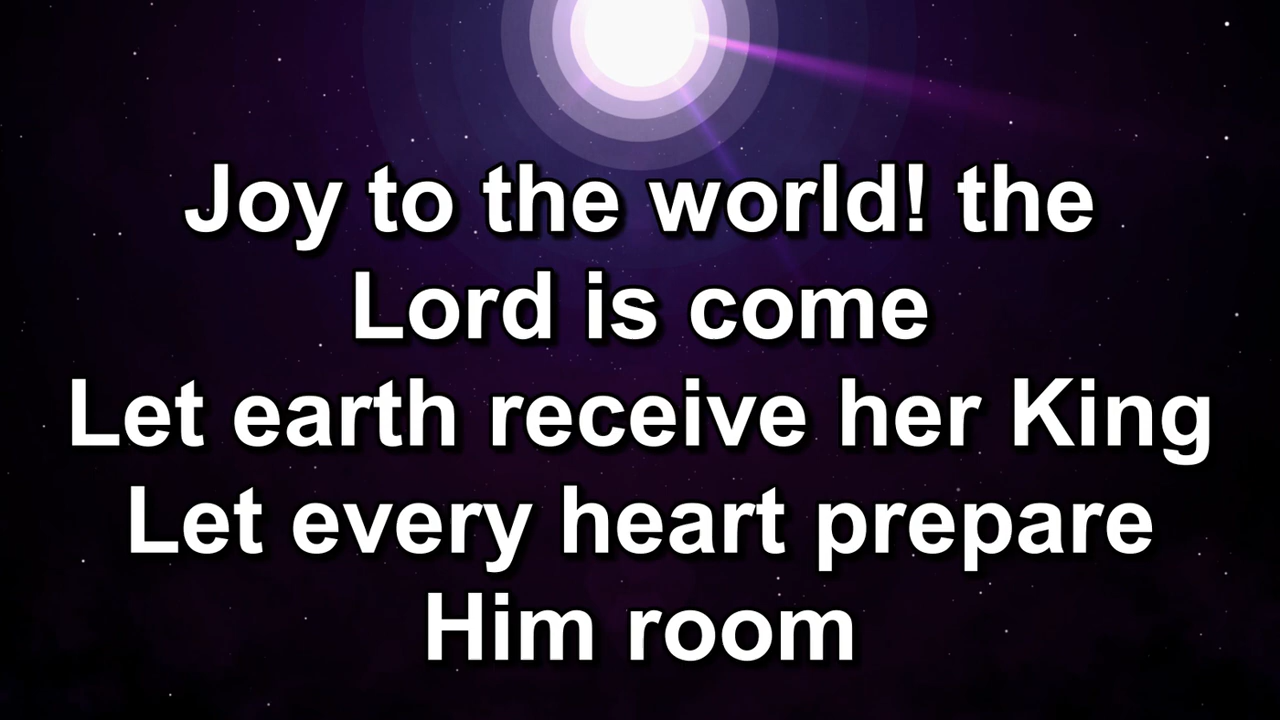 Joy to the world! the
Lord is come
Let earth receive her King
Let every heart prepare
Him room